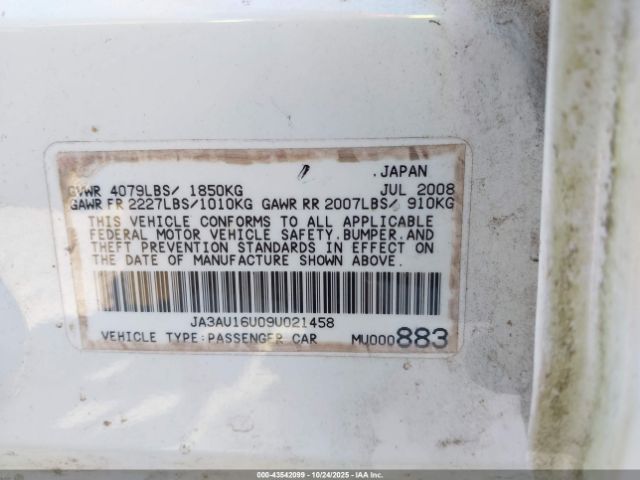 JAPAN
GVWR 4079LBS/ 1850KG JUL 2008
GAWR FR 2227LBS/1010KG GAWR RR 2007LBS/ 910KG
THIS VEHICLE CONFORMS TO ALL APPLICABLE
FEDERAL MOTOR VEHICLE SAFETY.BUMPER.AND
THEFT PREVENTION STANDARDS IN EFFECT ON
THE DATE OF MANUFACTURE SHOWN ABOVE.
JA3AU16U09U021458
VEHICLE TYPE:PASSENGER CAR MU000883
000-43542099 - 10/24/2025 - IAAI.COM